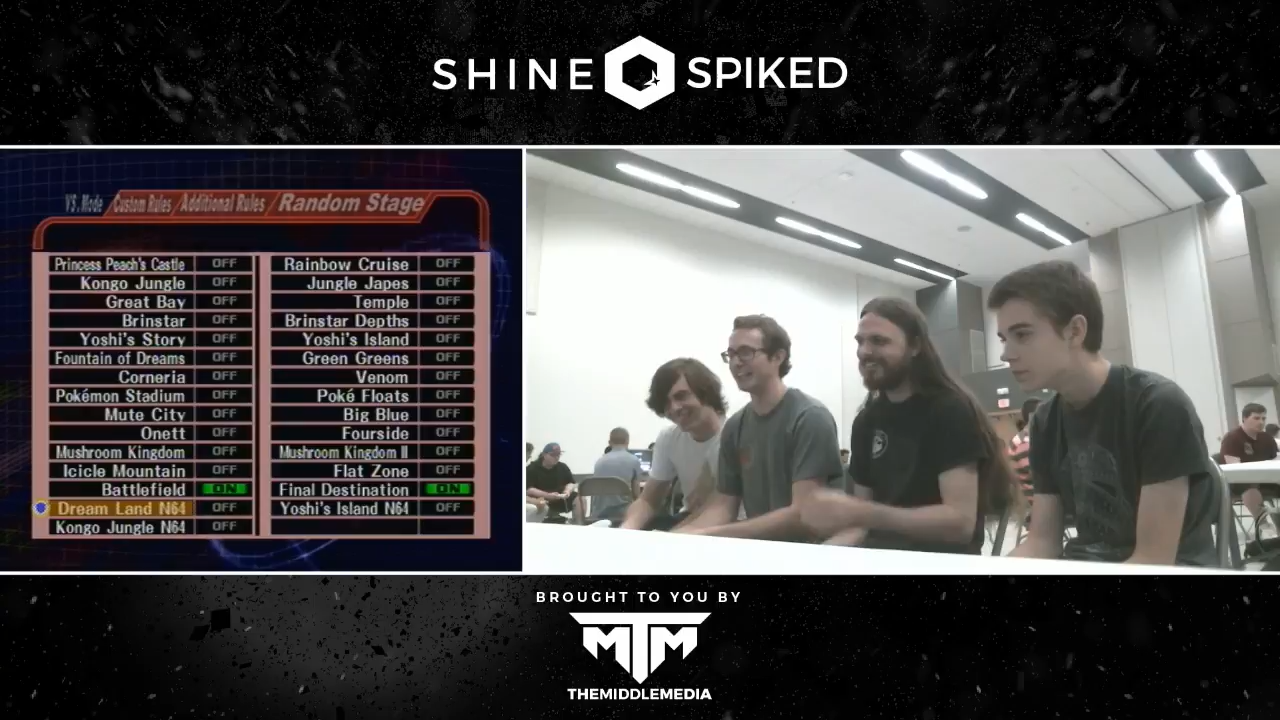 SHINE SPIKED
VS. Mode Custom Rules Additional Rules Random Stage
Princess Peach's Castle OFF Rainbow Cruise OFF
Kongo Jungle OFF Jungle Japes OFF
Great Bay OFF Temple OFF
Brinstar OFF Brinstar Depths OFF
Yoshi's Story OFF Yoshi's Island OFF
Fountain of Dreams OFF Green Greens OFF
Corneria OFF Venom OFF
Pokémon Stadium OFF Poké Floats OFF
Mute City OFF Big Blue OFF
Onett OFF Fourside OFF
Mushroom Kingdom OFF Mushroom Kingdom II OFF
Icicle Mountain OFF Flat Zone OFF
Battlefield ON Final Destination ON
Dream Land N64 OFF Yoshi's Island N64 OFF
Kongo Jungle N64 OFF
BROUGHT TO YOU BY
MTM
THEMIDDLEMEDIA